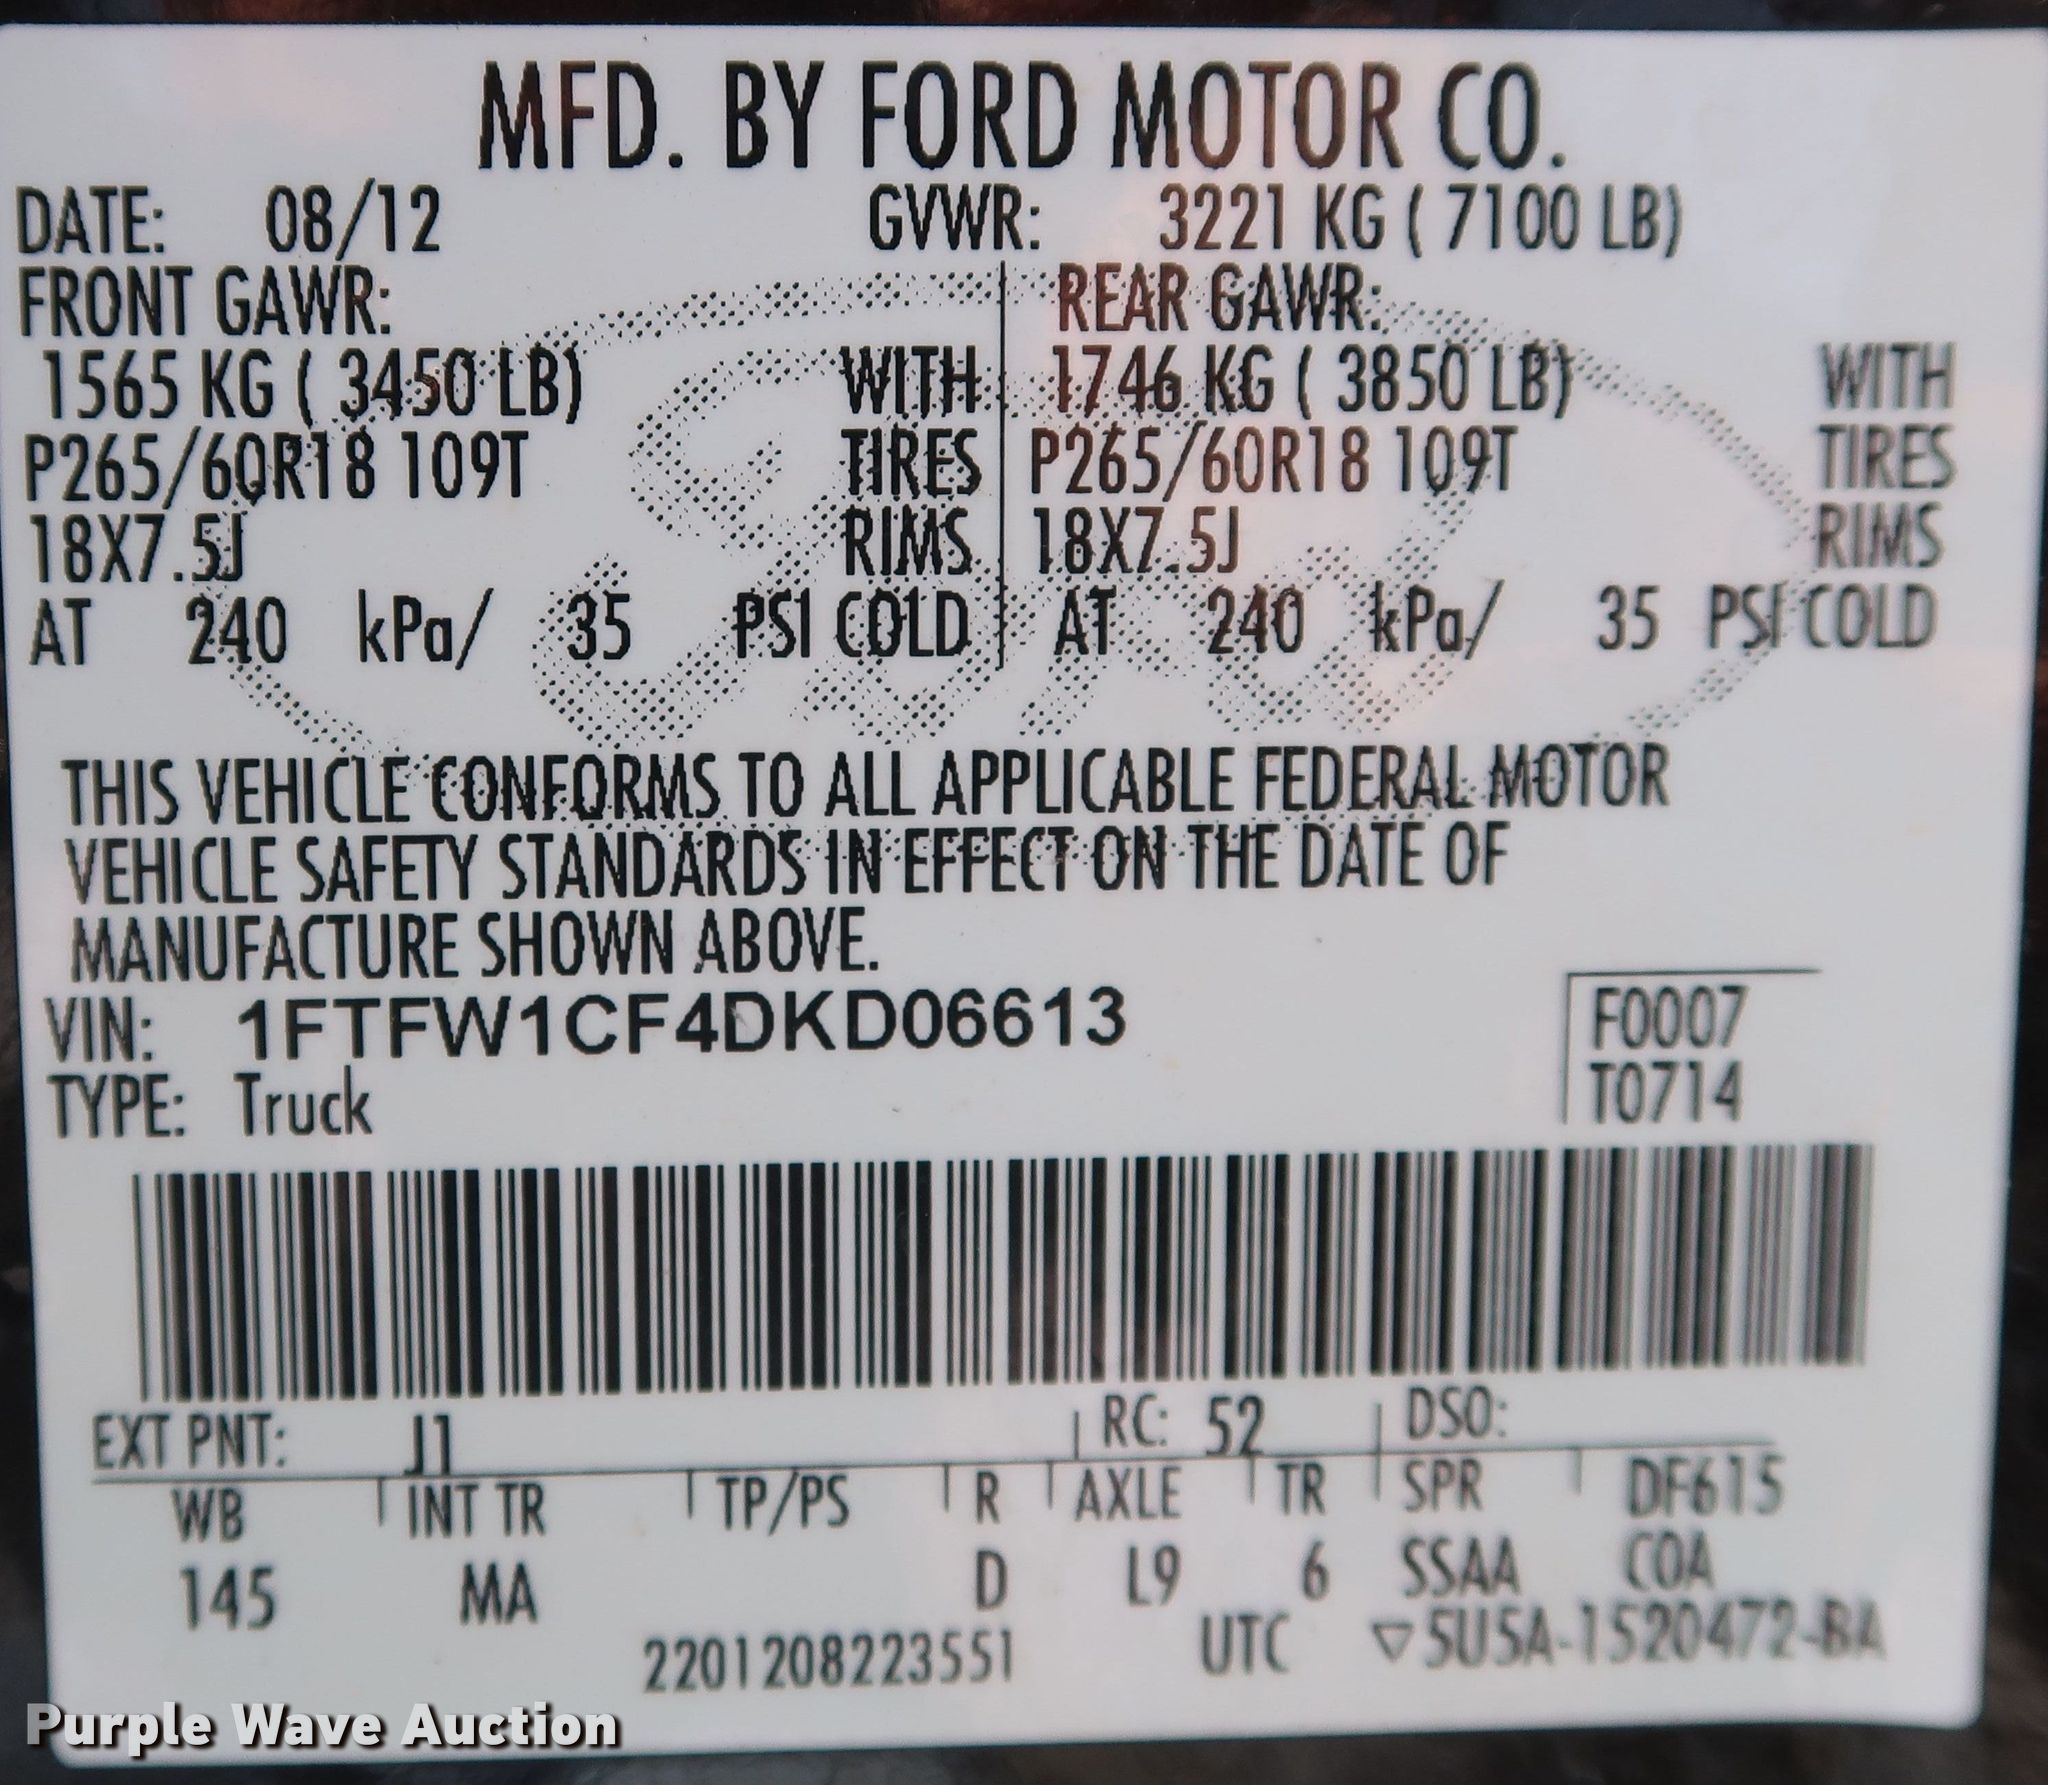 MFD. BY FORD MOTOR CO.
DATE: 08/12 GVWR: 3221 KG ( 7100 LB)
FRONT GAWR: REAR GAWR:
1565 KG ( 3450 LB) WITH 1746 KG ( 3850 LB) WITH
P265/60R18 109T TIRES P265/60R18 109T TIRES
18X7.5J RIMS 18X7.5J RIMS
AT 240 kPa/ 35 PSI COLD AT 240 kPa/ 35 PSI COLD
THIS VEHICLE CONFORMS TO ALL APPLICABLE FEDERAL MOTOR
VEHICLE SAFETY STANDARDS IN EFFECT ON THE DATE OF
MANUFACTURE SHOWN ABOVE.
VIN: 1FTFW1CF4DKD06613 F0007
TYPE: Truck T0714
EXT PNT: J1 RC: 52 DSO:
WB INT TR TP/PS R AXLE TR SPR DF615
145 MA D L9 6 SSAA COA
2201208223551 UTC ▽5U5A-1520472-BA
Purple Wave Auction